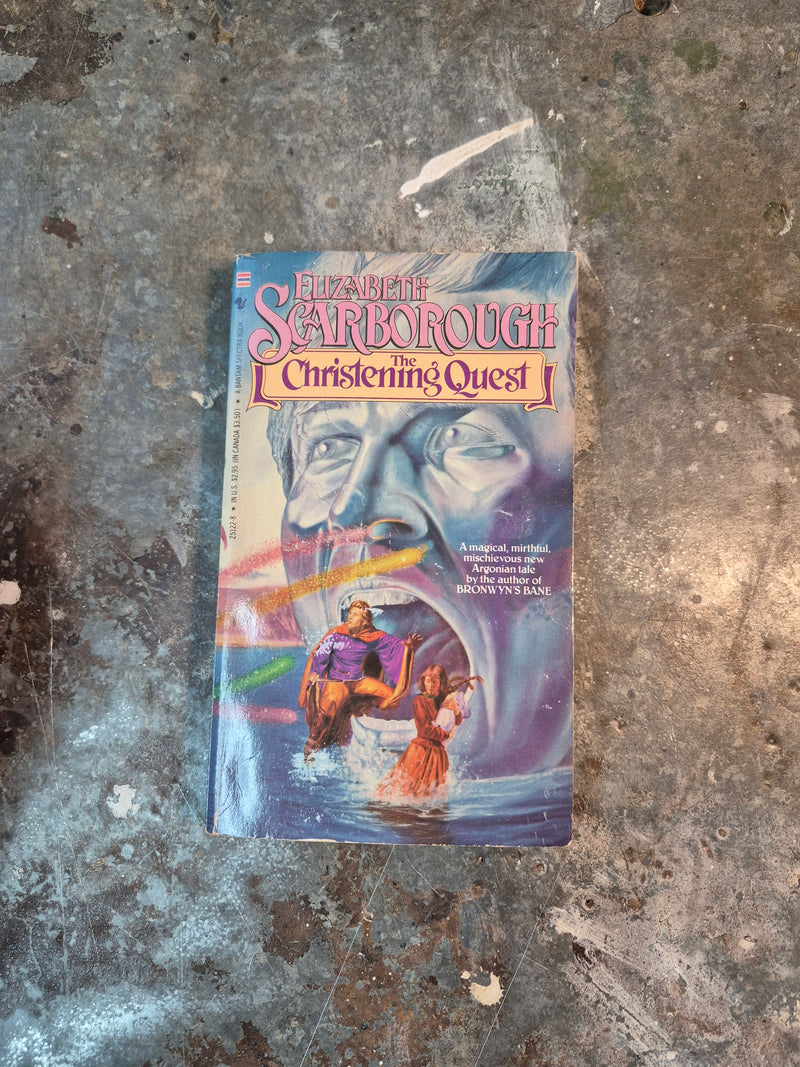 ELIZABETH
SCARBOROUGH
The
Christening Quest
A magical, mirthful,
mischievous new
Argonian tale
by the author of
BRONWYN'S BANE
25122-8 * IN U.S. $2.95 (IN CANADA $3.50) * A BANTAM SPECTRA BOOK